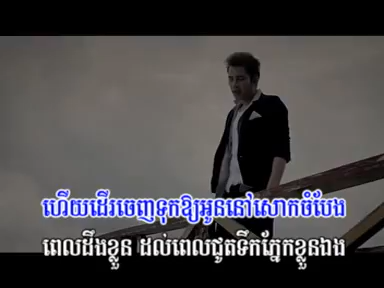 ហើយដើរចេញទុកឱ្យអូននៅសោកចំបែង
ពេលដឹងខ្លួន ដល់ពេលជូតទឹកភ្នែកខ្លួនឯង